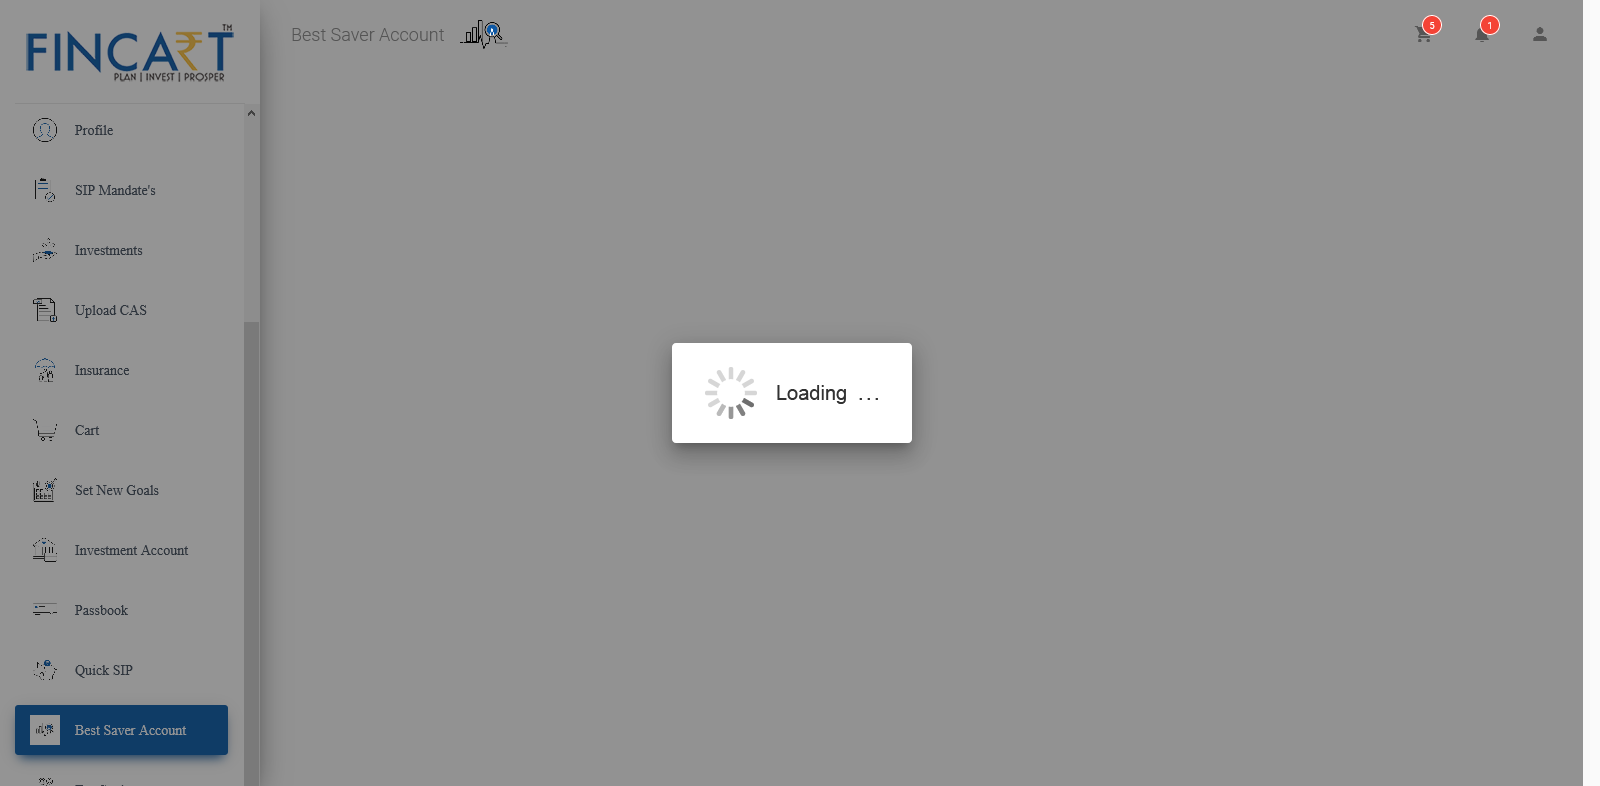 FINCART TM
PLAN | INVEST | PROSPER
Best Saver Account
5
1
Profile
SIP Mandate's
Investments
Upload CAS
Insurance
Cart
Set New Goals
Investment Account
Passbook
Quick SIP
Best Saver Account
Loading ...